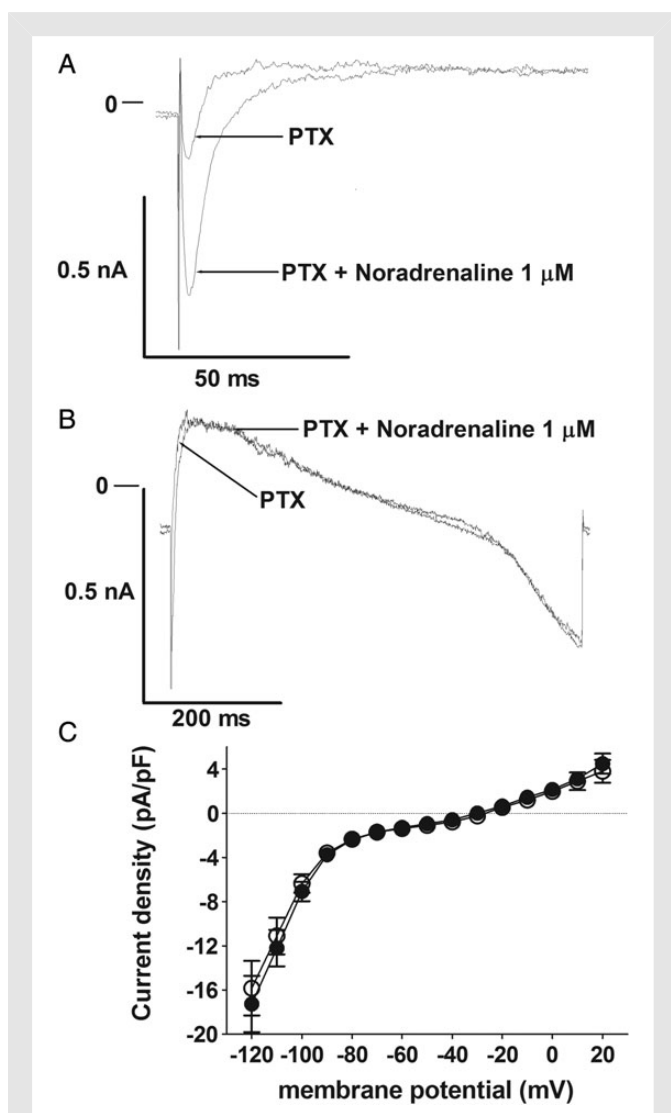 A
0
PTX
PTX + Noradrenaline 1 μM
0.5 nA
50 ms
B
PTX + Noradrenaline 1 μM
0
PTX
0.5 nA
200 ms
C
Current density (pA/pF)
4
0
-4
-8
-12
-16
-20
-120 -100 -80 -60 -40 -20 0 20
membrane potential (mV)